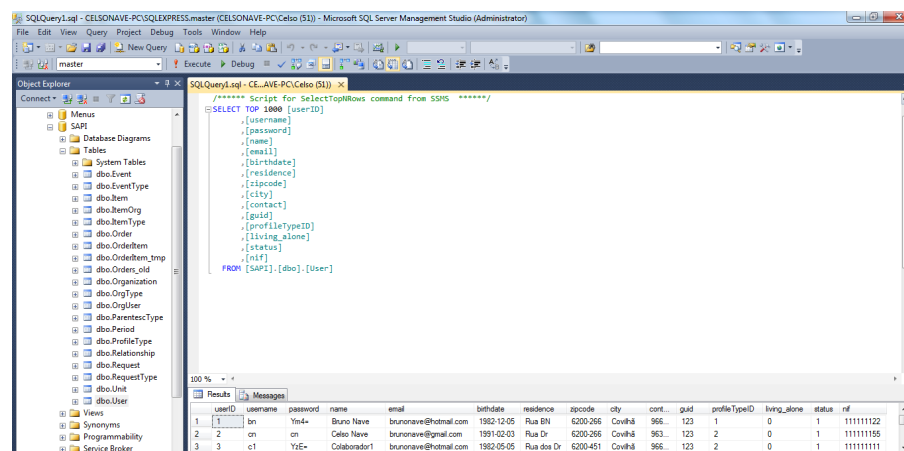 SQLQuery1.sql - CELSONAVE-PC\SQLEXPRESS.master (CELSONAVE-PC\Celso (51)) - Microsoft SQL Server Management Studio (Administrator)
File Edit View Query Project Debug Tools Window Help
New Query
master Execute Debug
Object Explorer
Connect
Menus
SAPI
Database Diagrams
Tables
System Tables
dbo.Event
dbo.EventType
dbo.Item
dbo.ItemOrg
dbo.ItemType
dbo.Order
dbo.OrderItem
dbo.OrderItem_tmp
dbo.Orders_old
dbo.Organization
dbo.OrgType
dbo.OrgUser
dbo.ParentescType
dbo.Period
dbo.ProfileType
dbo.Relationship
dbo.Request
dbo.RequestType
dbo.Unit
dbo.User
Views
Synonyms
Programmability
Service Broker
SQLQuery1.sql - CE...AVE-PC\Celso (51))
/****** Script for SelectTopNRows command from SSMS ******/
SELECT TOP 1000 [userID]
,[username]
,[password]
,[name]
,[email]
,[birthdate]
,[residence]
,[zipcode]
,[city]
,[contact]
,[guid]
,[profileTypeID]
,[living_alone]
,[status]
,[nif]
FROM [SAPI].[dbo].[User]
100 %
Results Messages
userID username password name email birthdate residence zipcode city cont... guid profileTypeID living_alone status nif
1 1 bn Ym4= Bruno Nave brunonave@hotmail.com 1982-12-05 Rua BN 6200-266 Covilhã 966... 123 1 0 1 111111122
2 2 cn cn Celso Nave brunonave@gmail.com 1991-02-03 Rua Dr 6200-266 Covilhã 966... 123 2 0 1 111111155
3 3 c1 YzE= Colaborador1 brunonave@hotmail.com 1982-05-05 Rua dos Dr 6200-451 Covilhã 963... 123 2 0 1 111111111